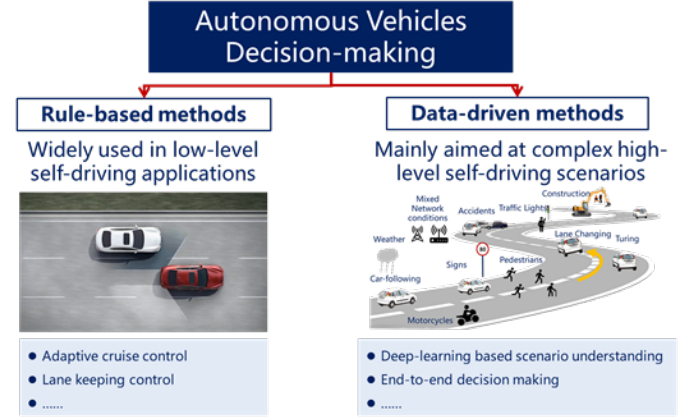 Autonomous Vehicles
Decision-making
Rule-based methods
Widely used in low-level
self-driving applications
● Adaptive cruise control
● Lane keeping control
● ......
Data-driven methods
Mainly aimed at complex high-
level self-driving scenarios
Construction
Mixed
Network
conditions
Accidents
Traffic Lights
Lane Changing
Turing
Weather
Signs
80
Pedestrians
Car-following
Motorcycles
● Deep-learning based scenario understanding
● End-to-end decision making
● ......